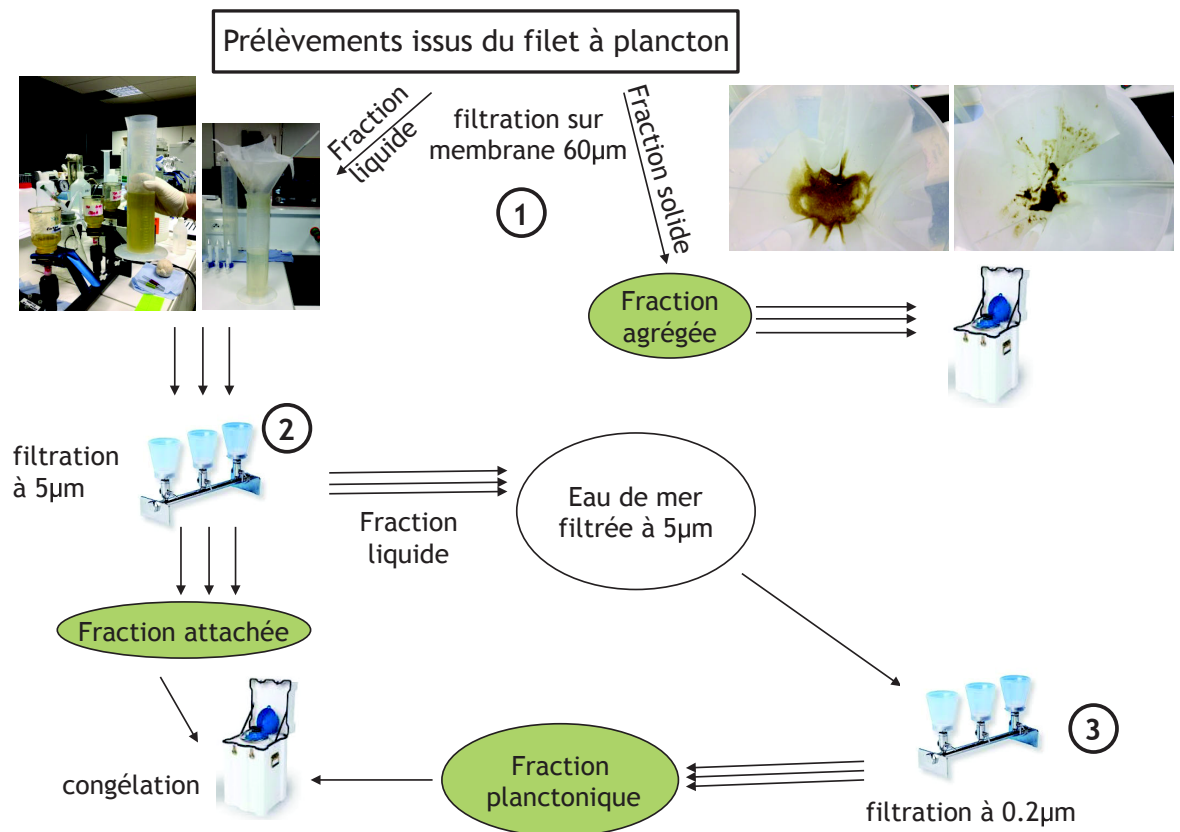 Prélèvements issus du filet à plancton
Fraction
liquide
filtration sur
membrane 60µm
1
Fraction solide
Fraction
agrégée
2
filtration
à 5µm
Fraction
liquide
Eau de mer
filtrée à 5µm
Fraction attachée
congélation
Fraction
planctonique
3
filtration à 0.2µm